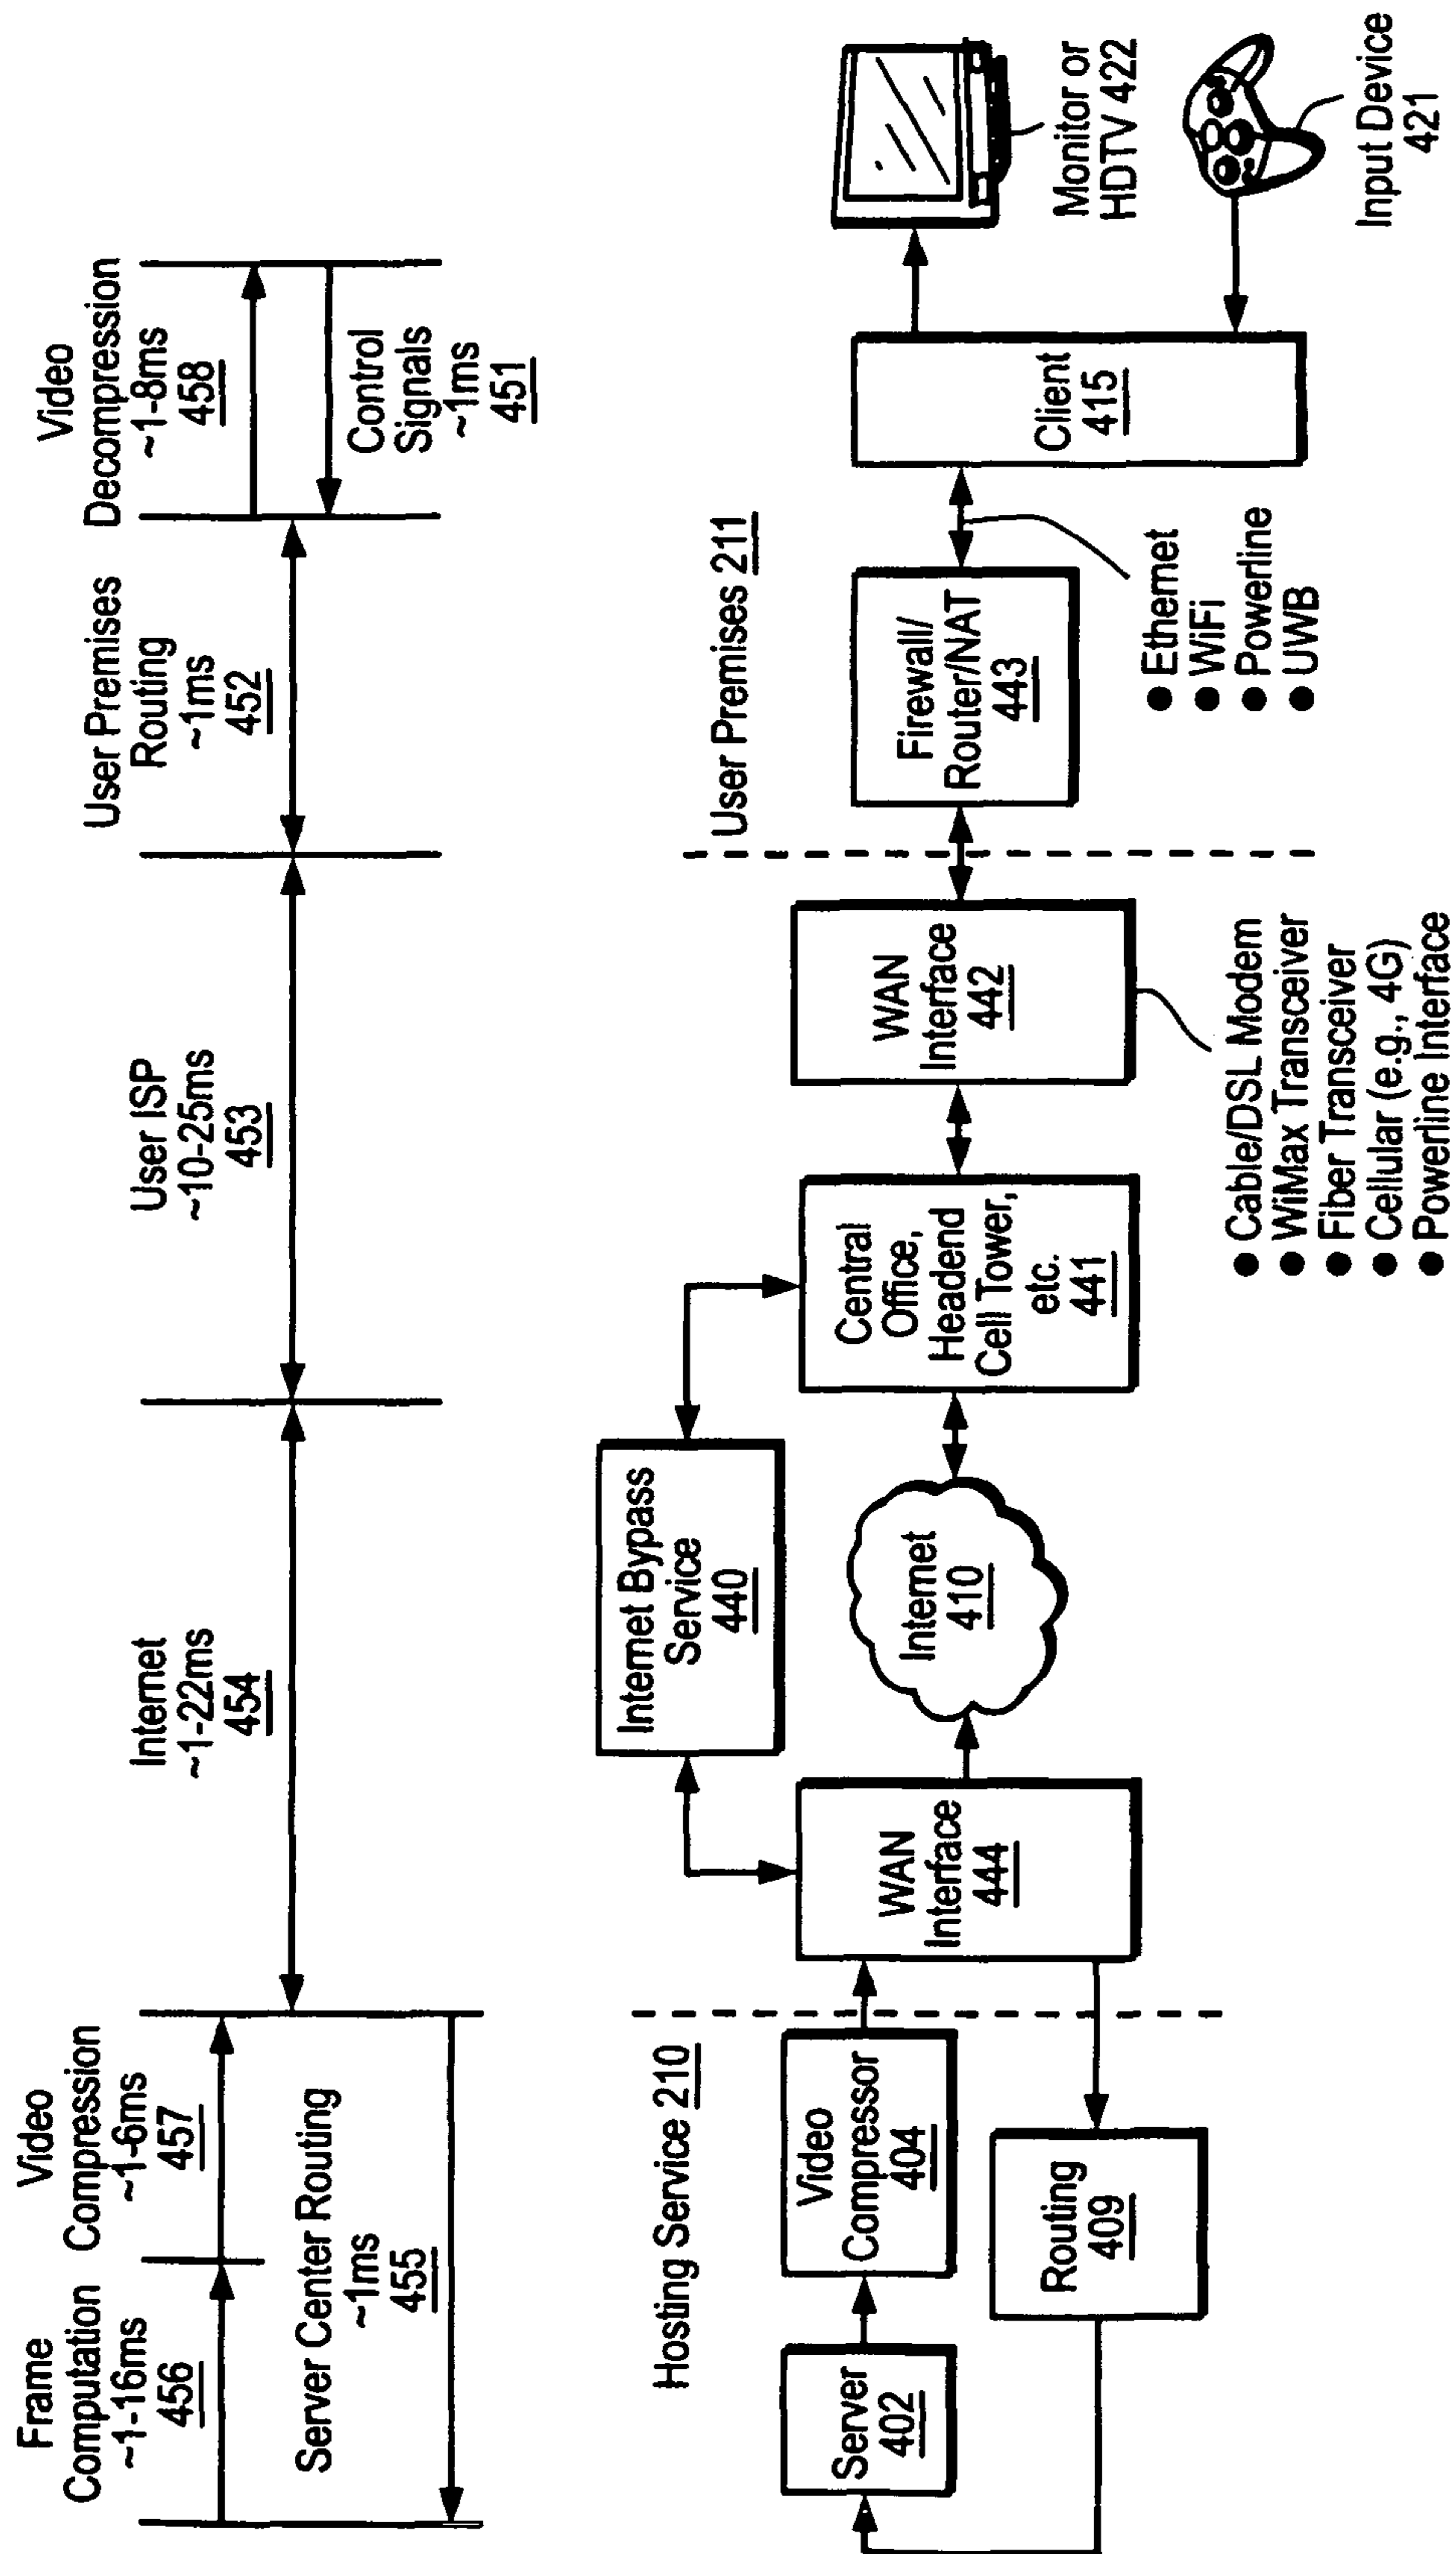 Frame
Computation
~1-16ms
456
Video
Compression
~1-6ms
457
Server Center Routing
~1ms
455
Internet
~1-22ms
454
User ISP
~10-25ms
453
User Premises
Routing
~1ms
452
Video
Decompression
~1-8ms
458
Control
Signals
~1ms
451
Hosting Service 210
Server
402
Video
Compressor
404
Routing
409
WAN
Interface
444
Internet Bypass
Service
440
Internet
410
Central
Office,
Headend
Cell Tower,
etc.
441
WAN
Interface
442
● Cable/DSL Modem
● WiMax Transceiver
● Fiber Transceiver
● Cellular (e.g., 4G)
● Powerline Interface
User Premises 211
Firewall/
Router/NAT
443
● Ethernet
● WiFi
● Powerline
● UWB
Client
415
Monitor or
HDTV 422
Input Device
421